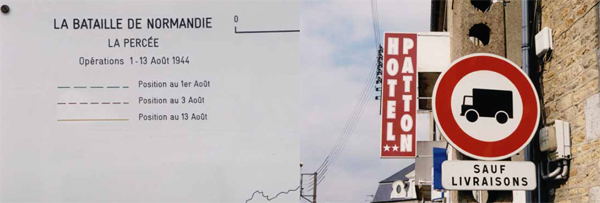 LA BATAILLE DE NORMANDIE
LA PERCÉE
Opérations 1-13 Août 1944
Position au 1er Août
Position au 3 Août
Position au 13 Août
0
HOTEL
PATTON
SAUF
LIVRAISONS